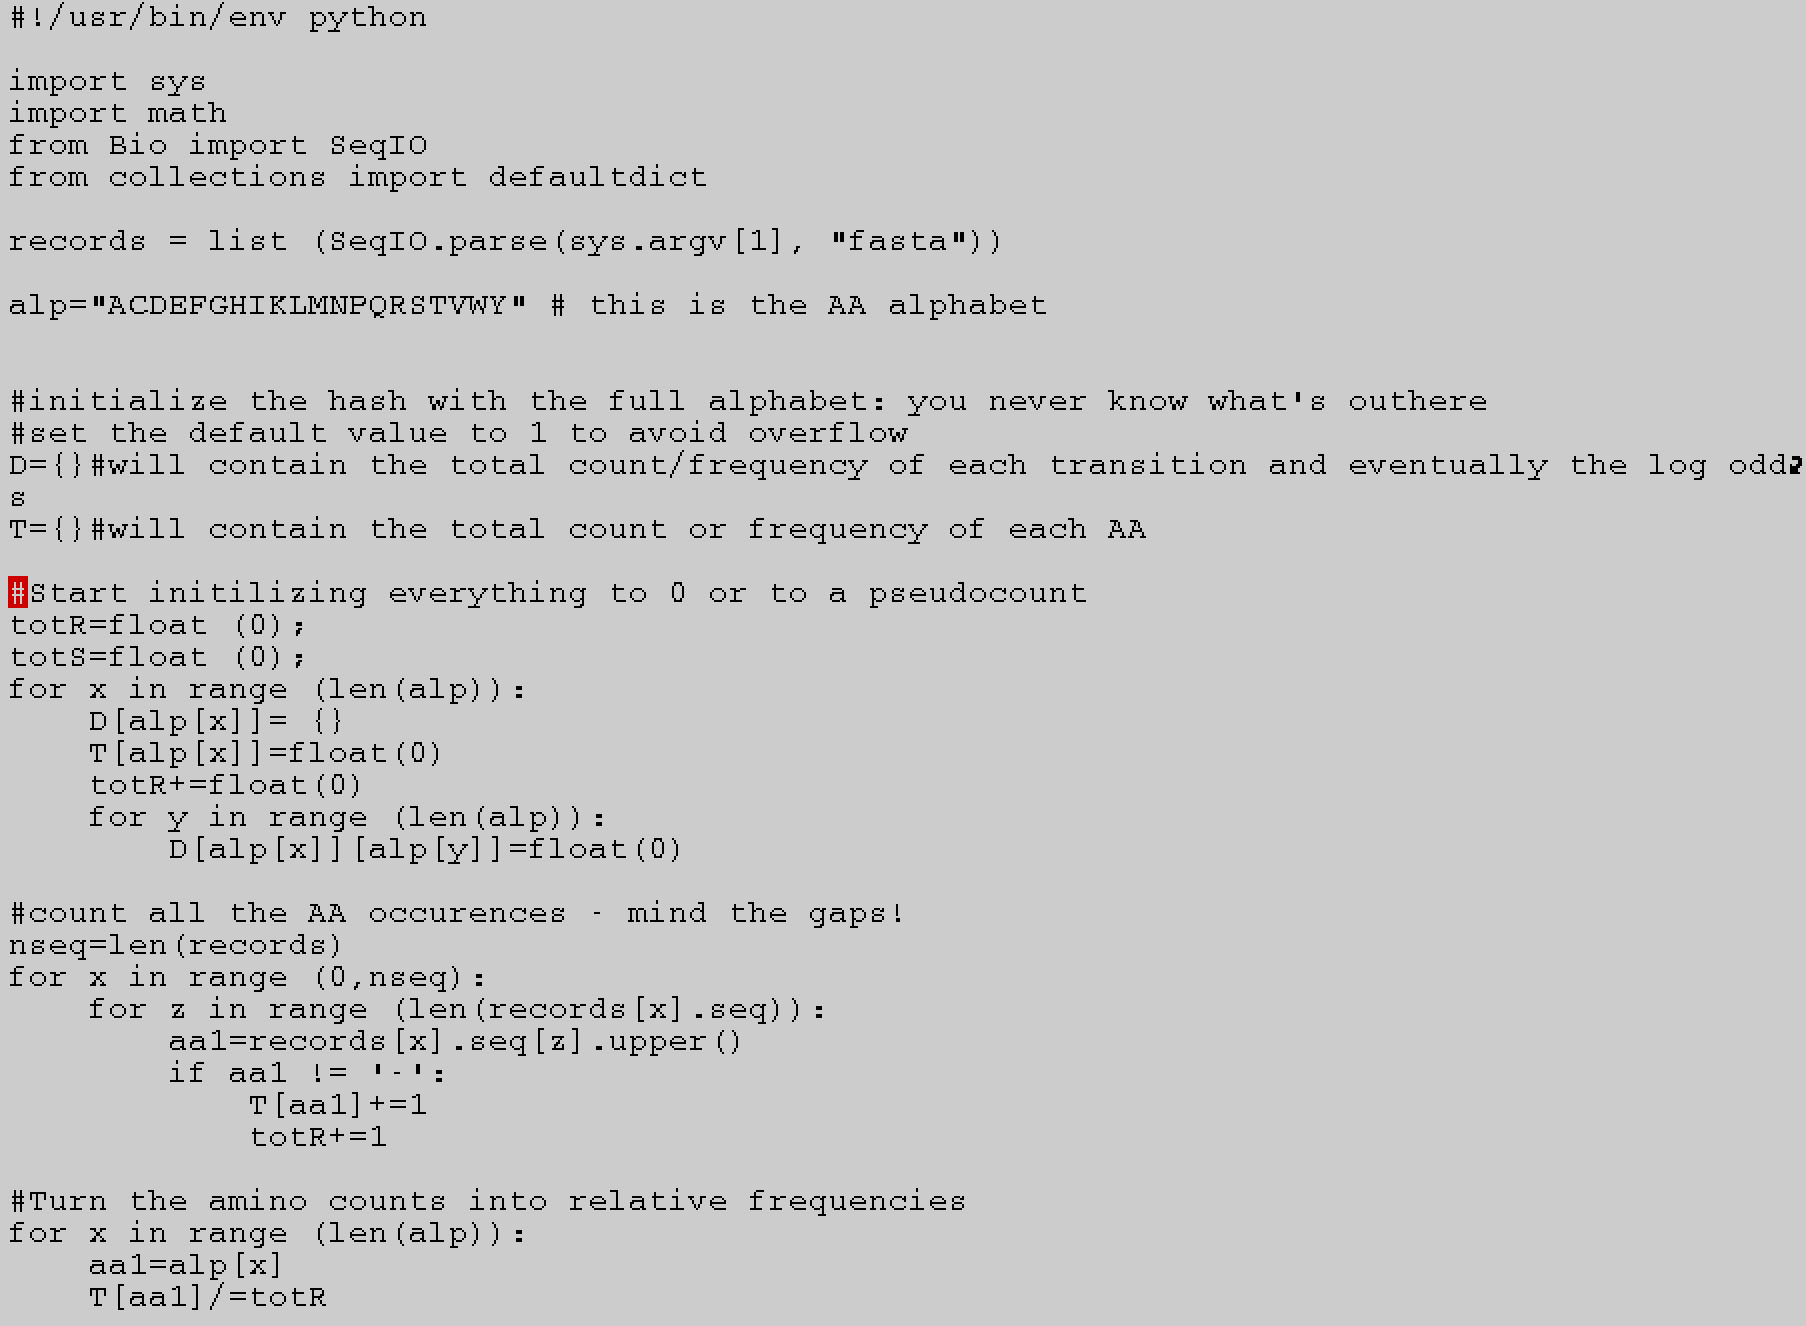 #!/usr/bin/env python
import sys
import math
from Bio import SeqIO
from collections import defaultdict
records = list (SeqIO.parse(sys.argv[1], "fasta"))
alp="ACDEFGHIKLMNPQRSTVWY" # this is the AA alphabet
#initialize the hash with the full alphabet: you never know what's outhere
#set the default value to 1 to avoid overflow
D={}#will contain the total count/frequency of each transition and eventually the log odd
s
T={}#will contain the total count or frequency of each AA
#Start initilizing everything to 0 or to a pseudocount
totR=float (0);
totS=float (0);
for x in range (len(alp)):
    D[alp[x]]= {}
    T[alp[x]]=float(0)
    totR+=float(0)
    for y in range (len(alp)):
        D[alp[x]][alp[y]]=float(0)
#count all the AA occurences - mind the gaps!
nseq=len(records)
for x in range (0,nseq):
    for z in range (len(records[x].seq)):
        aa1=records[x].seq[z].upper()
        if aa1 != '-':
            T[aa1]+=1
            totR+=1
#Turn the amino counts into relative frequencies
for x in range (len(alp)):
    aa1=alp[x]
    T[aa1]/=totR